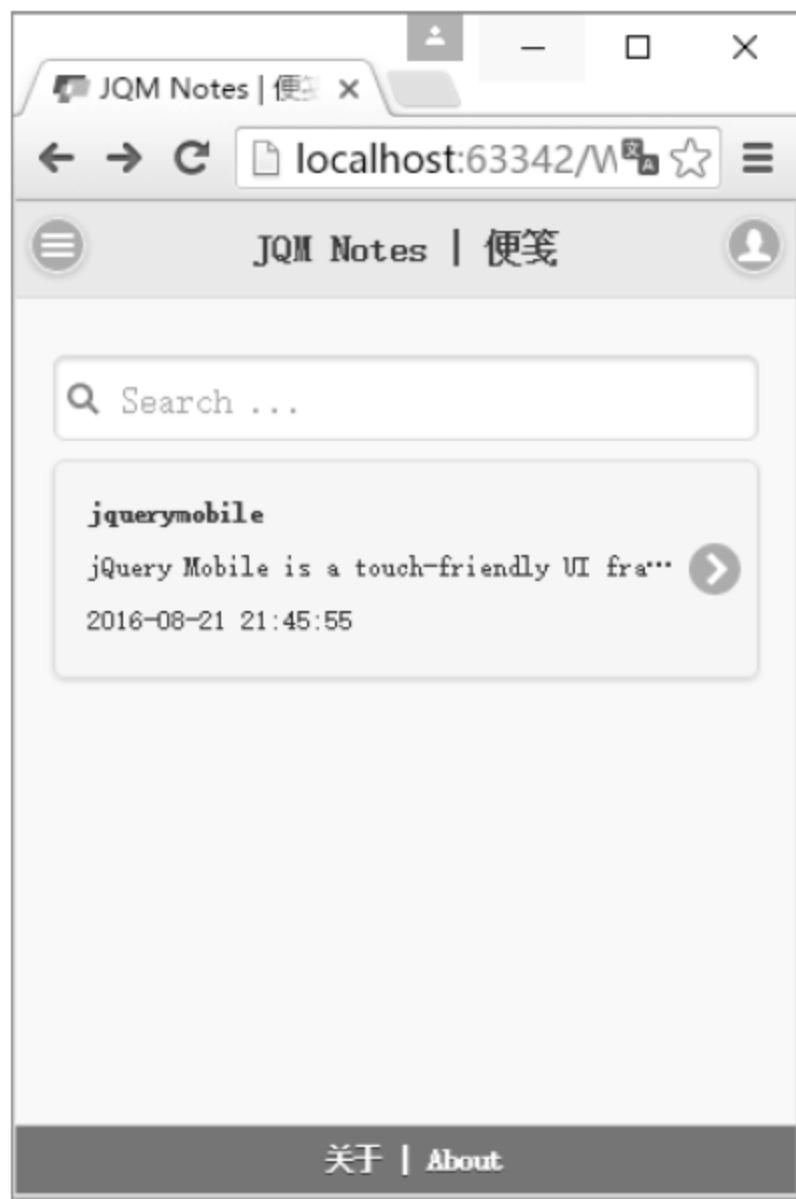 JQM Notes | 便笺
localhost:63342/W
JQM Notes | 便笺
Search ...
jquerymobile
jQuery Mobile is a touch-friendly UI fra…
2016-08-21 21:45:55
关于 | About